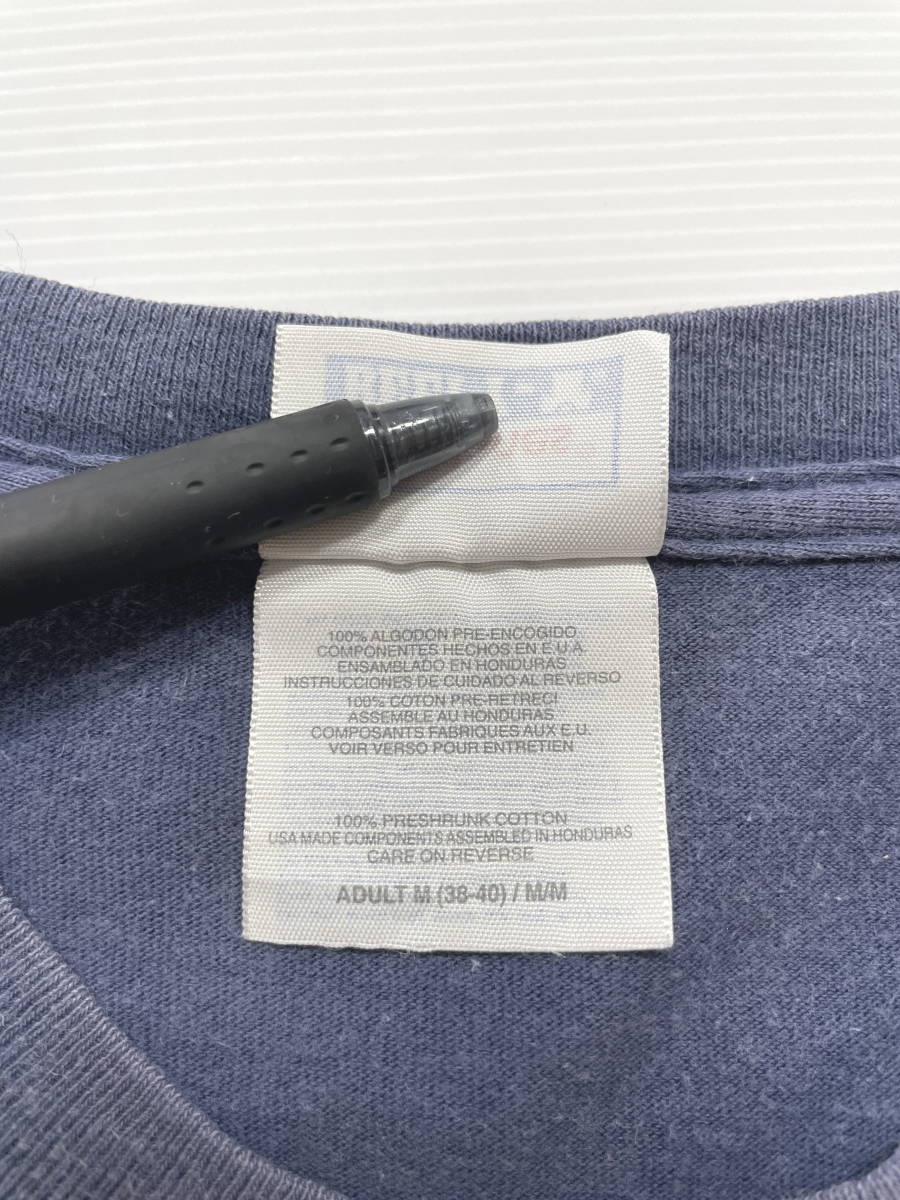 100% ALGODON PRE-ENCOGIDO
COMPONENTES HECHOS EN E U A
ENSAMBLADO EN HONDURAS
INSTRUCCIONES DE CUIDADO AL REVERSO
100% COTON PRE-RETRECI
ASSEMBLE AU HONDURAS
COMPOSANTS FABRIQUES AUX E.U.
VOIR VERSO POUR ENTRETIEN
100% PRESHRUNK COTTON
USA MADE COMPONENTS ASSEMBLED IN HONDURAS
CARE ON REVERSE
ADULT M (38-40) / M/M